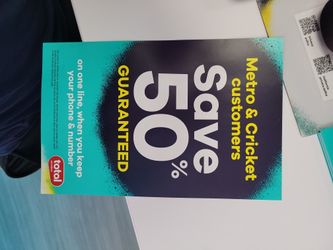 Metro & Cricket
customers
Save
50%
GUARANTEED
on one line, when you keep
your phone & number
total